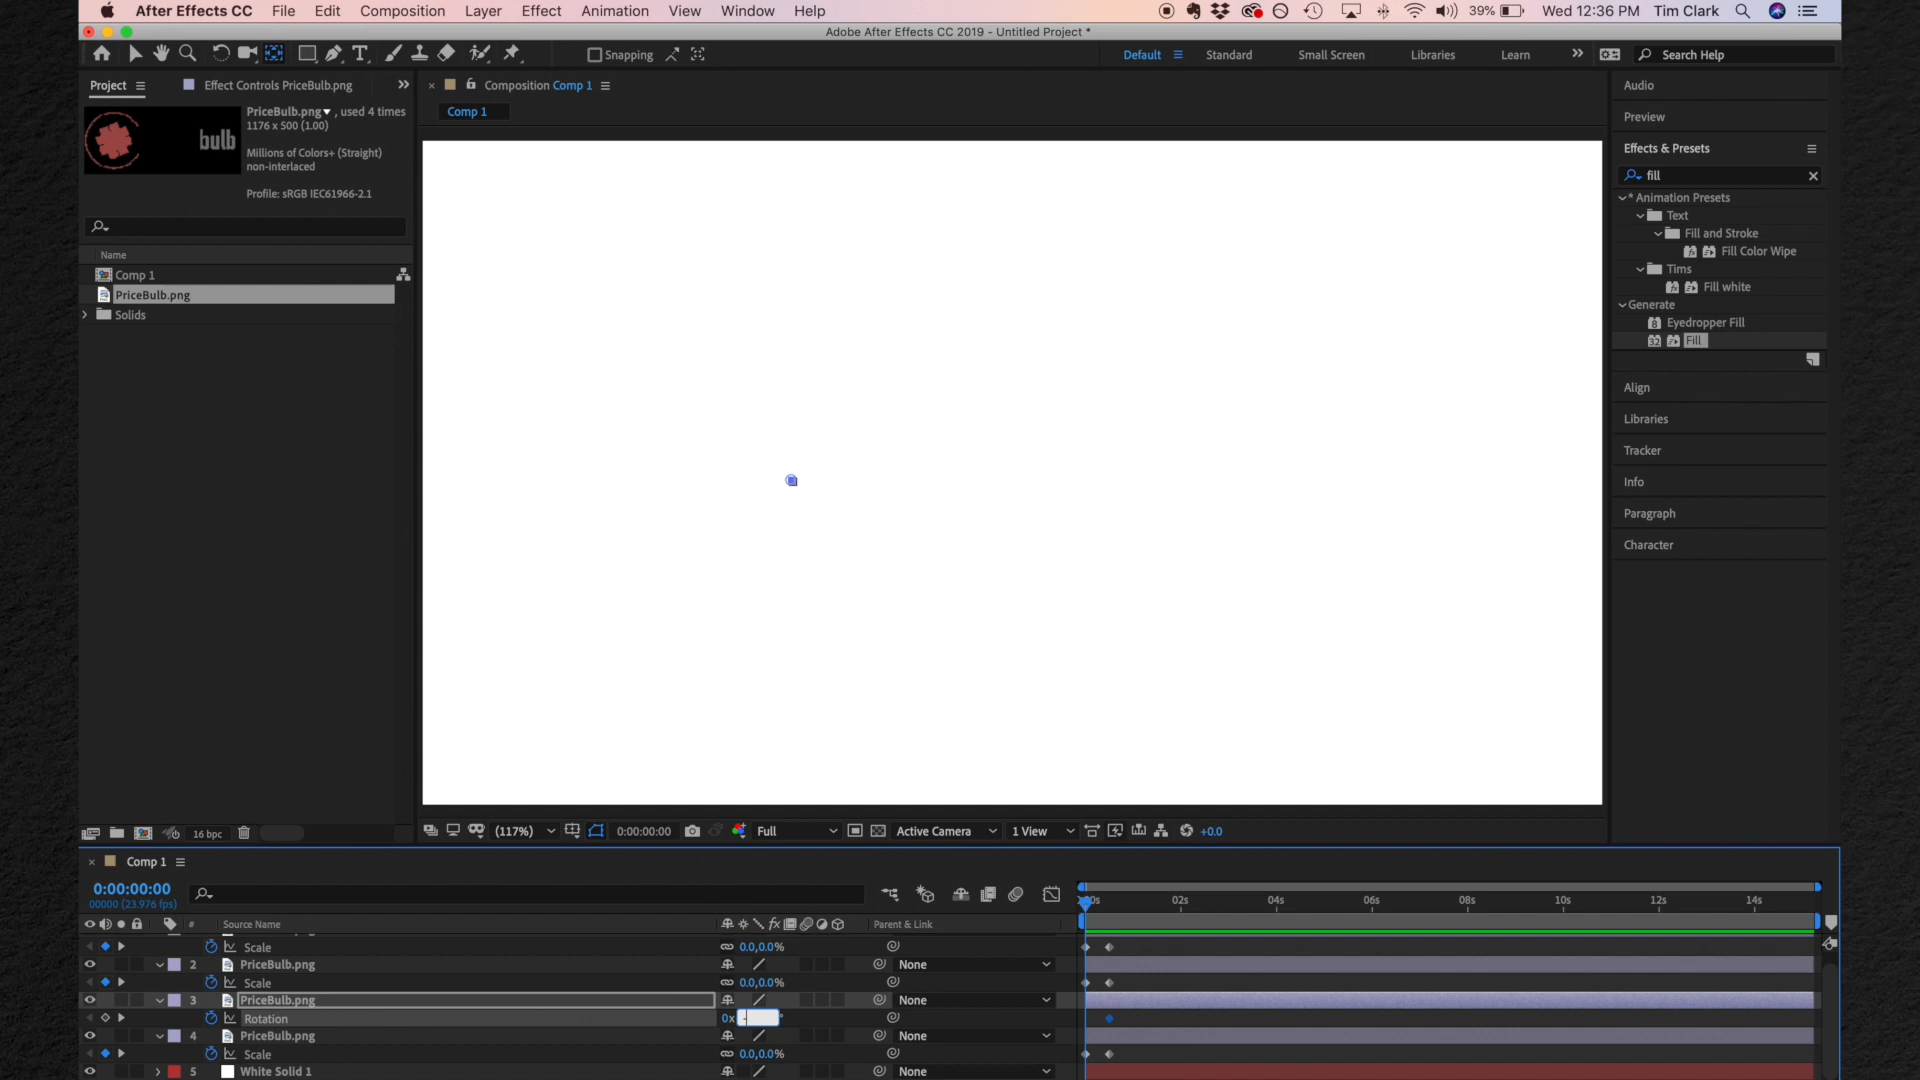 After Effects CC File Edit Composition Layer Effect Animation View Window Help 39% Wed 12:36 PM Tim Clark
Adobe After Effects CC 2019 - Untitled Project *
Snapping Default Standard Small Screen Libraries Learn Search Help
Project Effect Controls PriceBulb.png
Composition Comp 1
Comp 1
PriceBulb.png , used 4 times
1176 x 500 (1.00)
Millions of Colors+ (Straight)
non-interlaced
Profile: sRGB IEC61966-2.1
bulb
Name
Comp 1
PriceBulb.png
Solids
Audio
Preview
Effects & Presets
fill
* Animation Presets
Text
Fill and Stroke
Fill Color Wipe
Tims
Fill white
Generate
8 Eyedropper Fill
32 Fill
Align
Libraries
Tracker
Info
Paragraph
Character
16 bpc
(117%) 0:00:00:00 Full Active Camera 1 View +0.0
Comp 1
0:00:00:00
00000 (23.976 fps)
02s 04s 06s 08s 10s 12s 14s
# Source Name fx Parent & Link
Scale 0.0,0.0%
2 PriceBulb.png None
Scale 0.0,0.0%
3 PriceBulb.png None
Rotation 0x - °
4 PriceBulb.png None
Scale 0.0,0.0%
5 White Solid 1 None